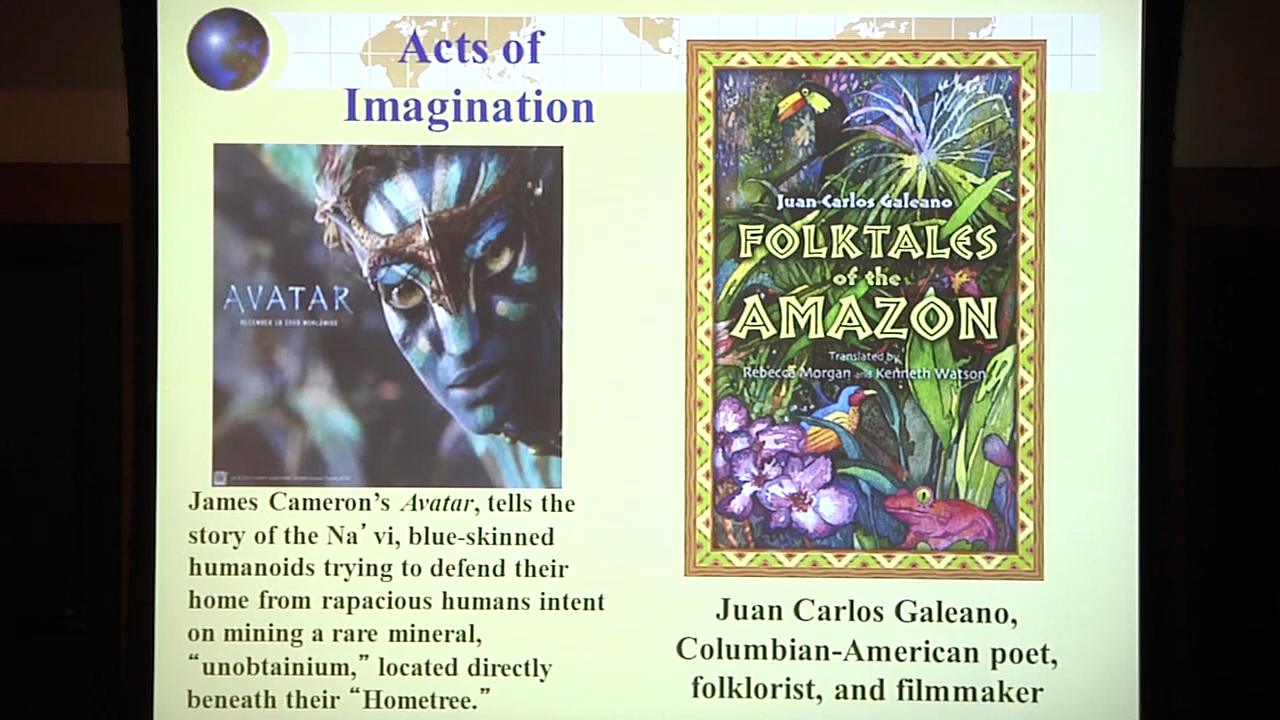 Acts of
Imagination
AVATAR
James Cameron's Avatar, tells the
story of the Na'vi, blue-skinned
humanoids trying to defend their
home from rapacious humans intent
on mining a rare mineral,
“unobtainium,” located directly
beneath their “Hometree.”
Juan Carlos Galeano
FOLKTALES
of the
AMAZON
Translated by
Rebecca Morgan and Kenneth Watson
Juan Carlos Galeano,
Columbian-American poet,
folklorist, and filmmaker